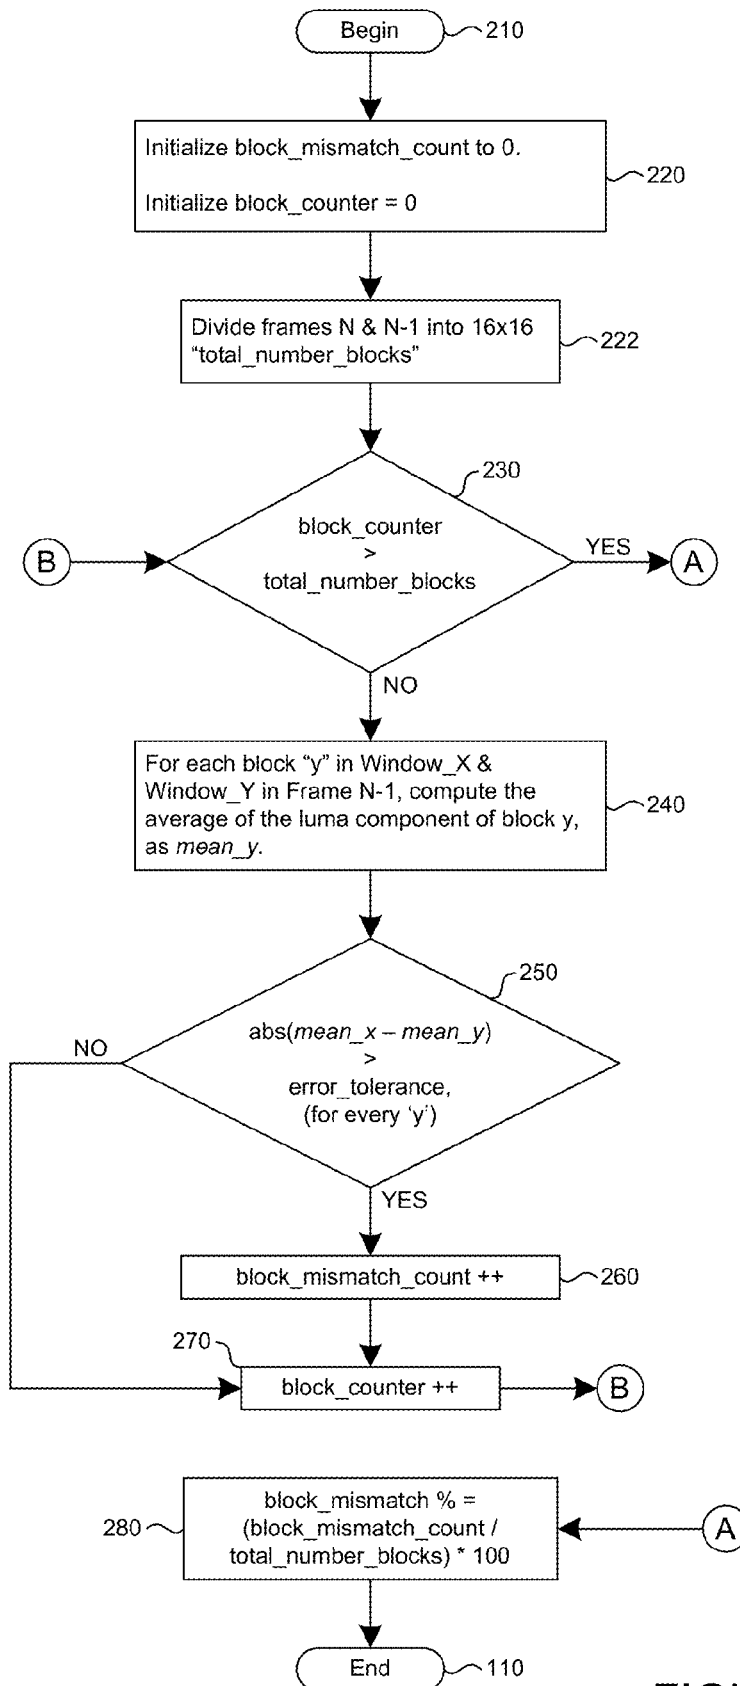 Begin
210
Initialize block_mismatch_count to 0.
Initialize block_counter = 0
220
Divide frames N & N-1 into 16x16
“total_number_blocks”
222
230
block_counter
>
total_number_blocks
B
YES
A
NO
For each block “y” in Window_X &
Window_Y in Frame N-1, compute the
average of the luma component of block y,
as mean_y.
240
250
abs(mean_x – mean_y)
>
error_tolerance,
(for every ‘y’)
NO
YES
block_mismatch_count ++
260
270
block_counter ++
B
280
block_mismatch % =
(block_mismatch_count /
total_number_blocks) * 100
A
End
110